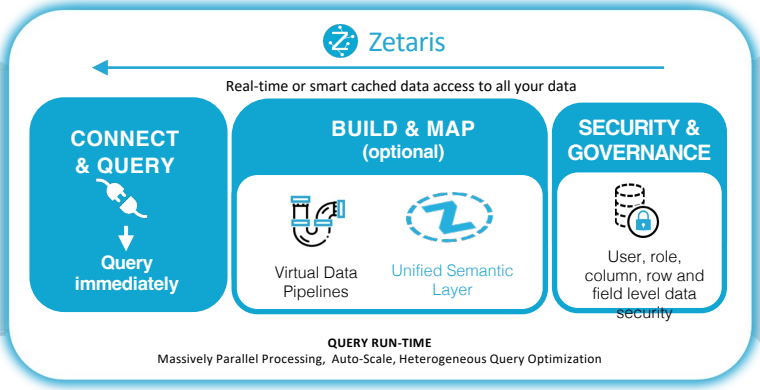 Zetaris
Real-time or smart cached data access to all your data
CONNECT
& QUERY
Query
immediately
BUILD & MAP
(optional)
Virtual Data
Pipelines
Unified Semantic
Layer
SECURITY &
GOVERNANCE
User, role,
column, row and
field level data
security
QUERY RUN-TIME
Massively Parallel Processing, Auto-Scale, Heterogeneous Query Optimization